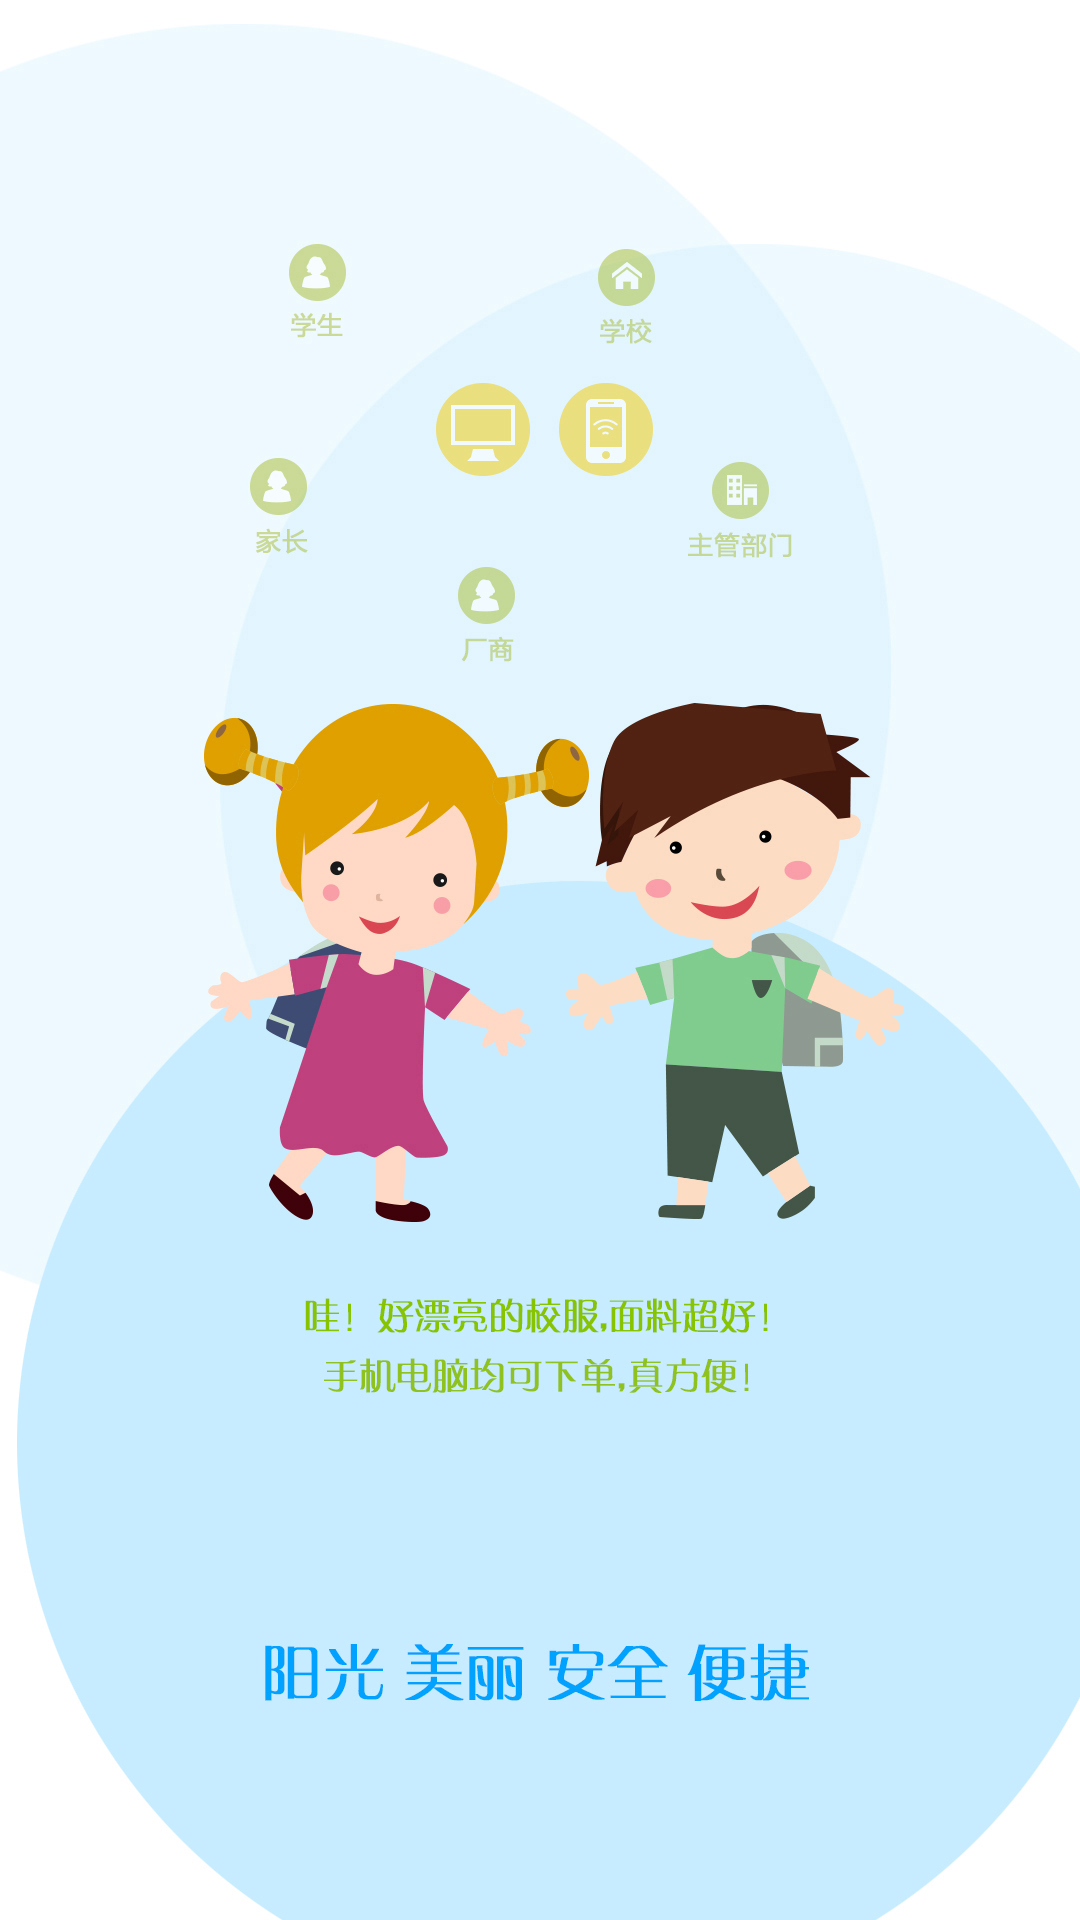 学生
学校
家长
主管部门
厂商
哇！好漂亮的校服,面料超好！
手机电脑均可下单,真方便！
阳光 美丽 安全 便捷